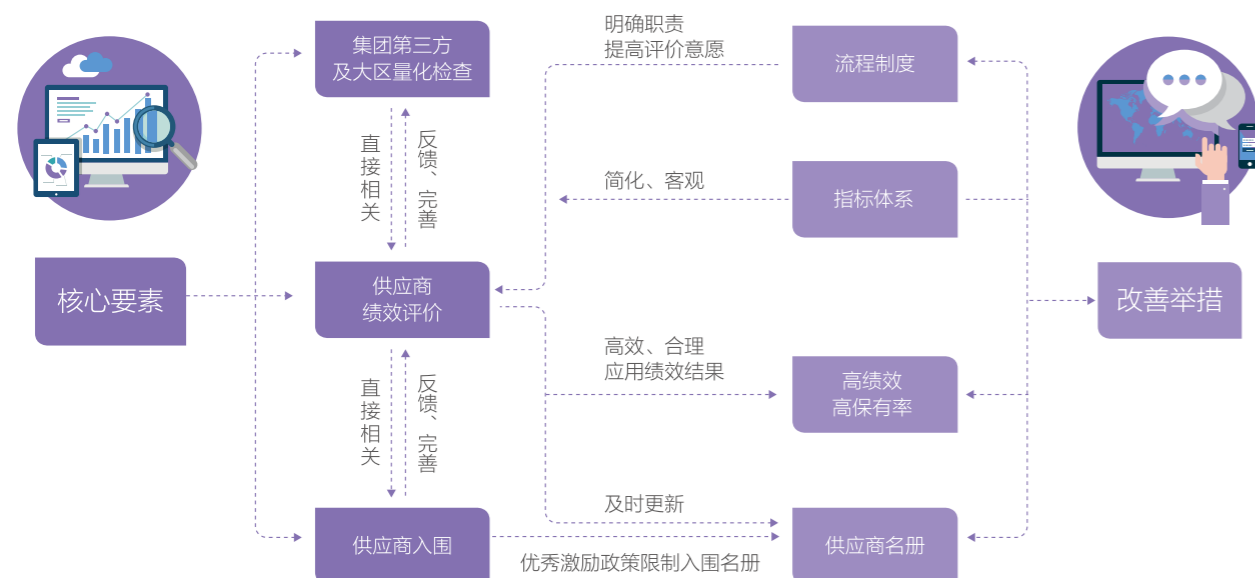 集团第三方
及大区量化检查
明确职责
提高评价意愿
流程制度
直接相关
反馈、完善
简化、客观
指标体系
核心要素
供应商
绩效评价
改善举措
高效、合理
应用绩效结果
高绩效
高保有率
直接相关
反馈、完善
及时更新
供应商入围
供应商名册
优秀激励政策限制入围名册